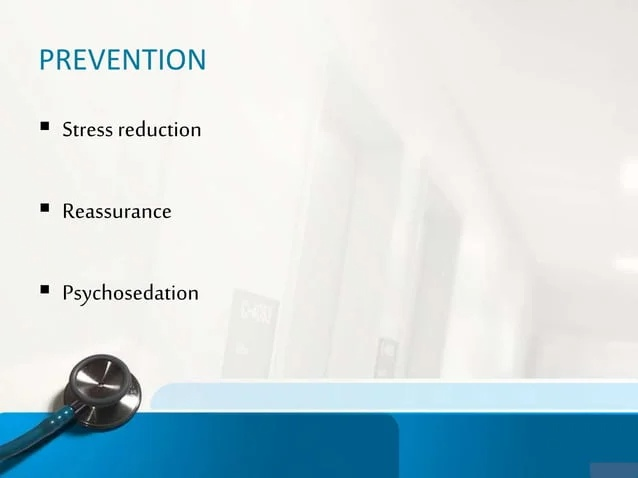 PREVENTION
▪ Stress reduction
▪ Reassurance
▪ Psychosedation